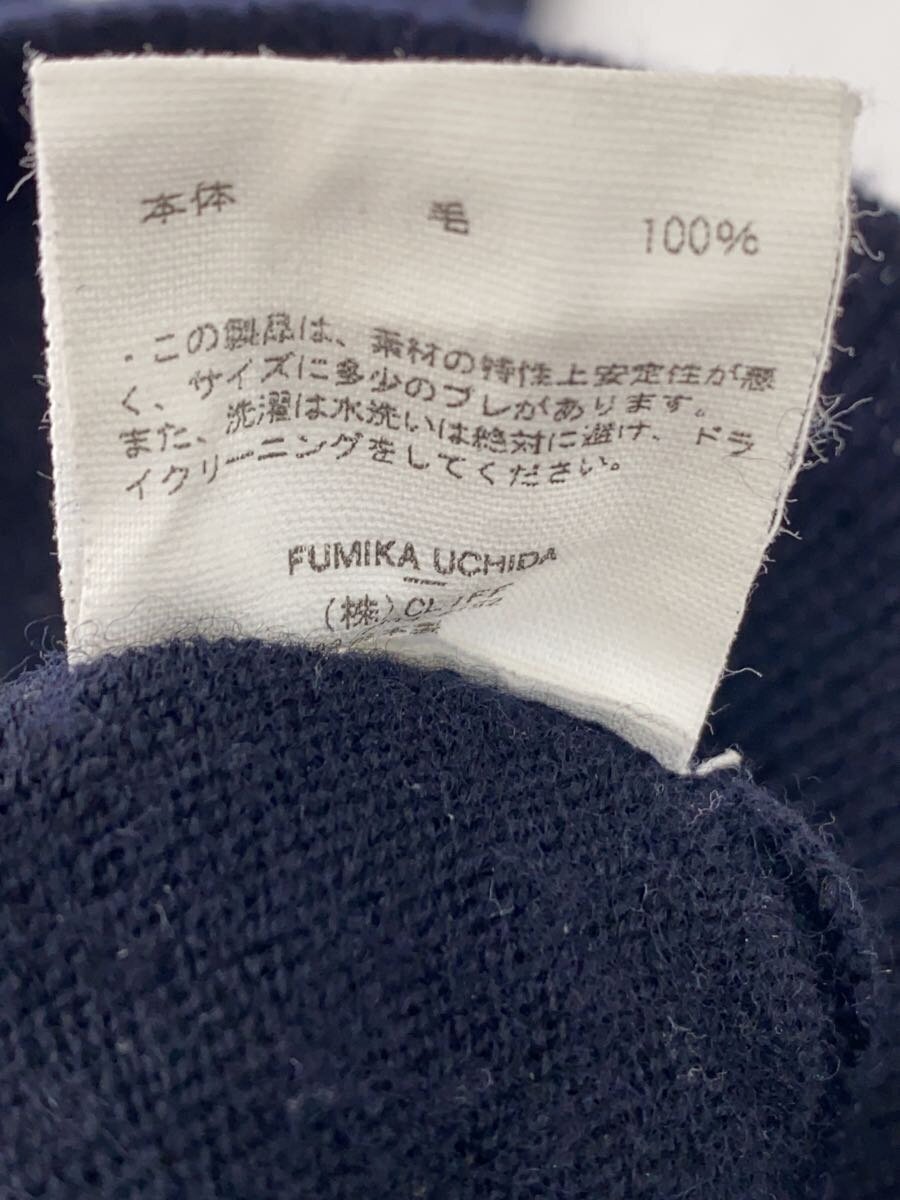 本体 毛 100%
・この製品は、素材の特性上安定性が悪
く、サイズに多少のブレがあります。
また、洗濯は水洗いは絶対に避け、ドラ
イクリーニングをしてください。
FUMIKA_UCHIDA
(株)CLIFF